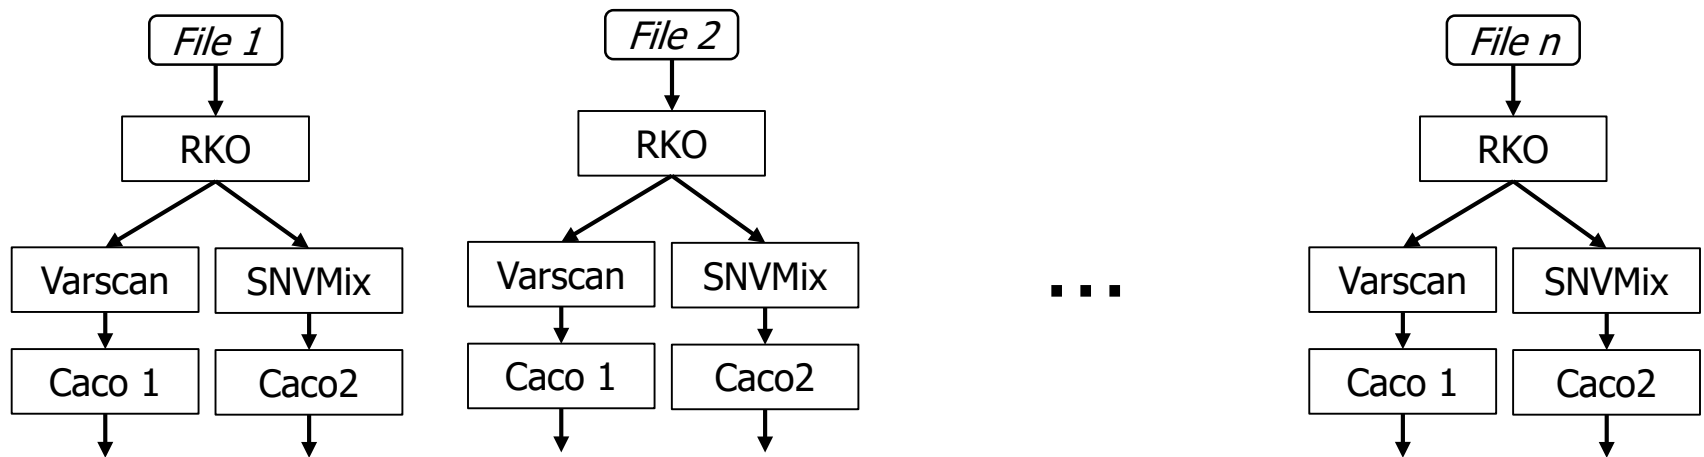 File 1
RKO
Varscan
SNVMix
Caco 1
Caco2
File 2
RKO
Varscan
SNVMix
Caco 1
Caco2
...
File n
RKO
Varscan
SNVMix
Caco 1
Caco2